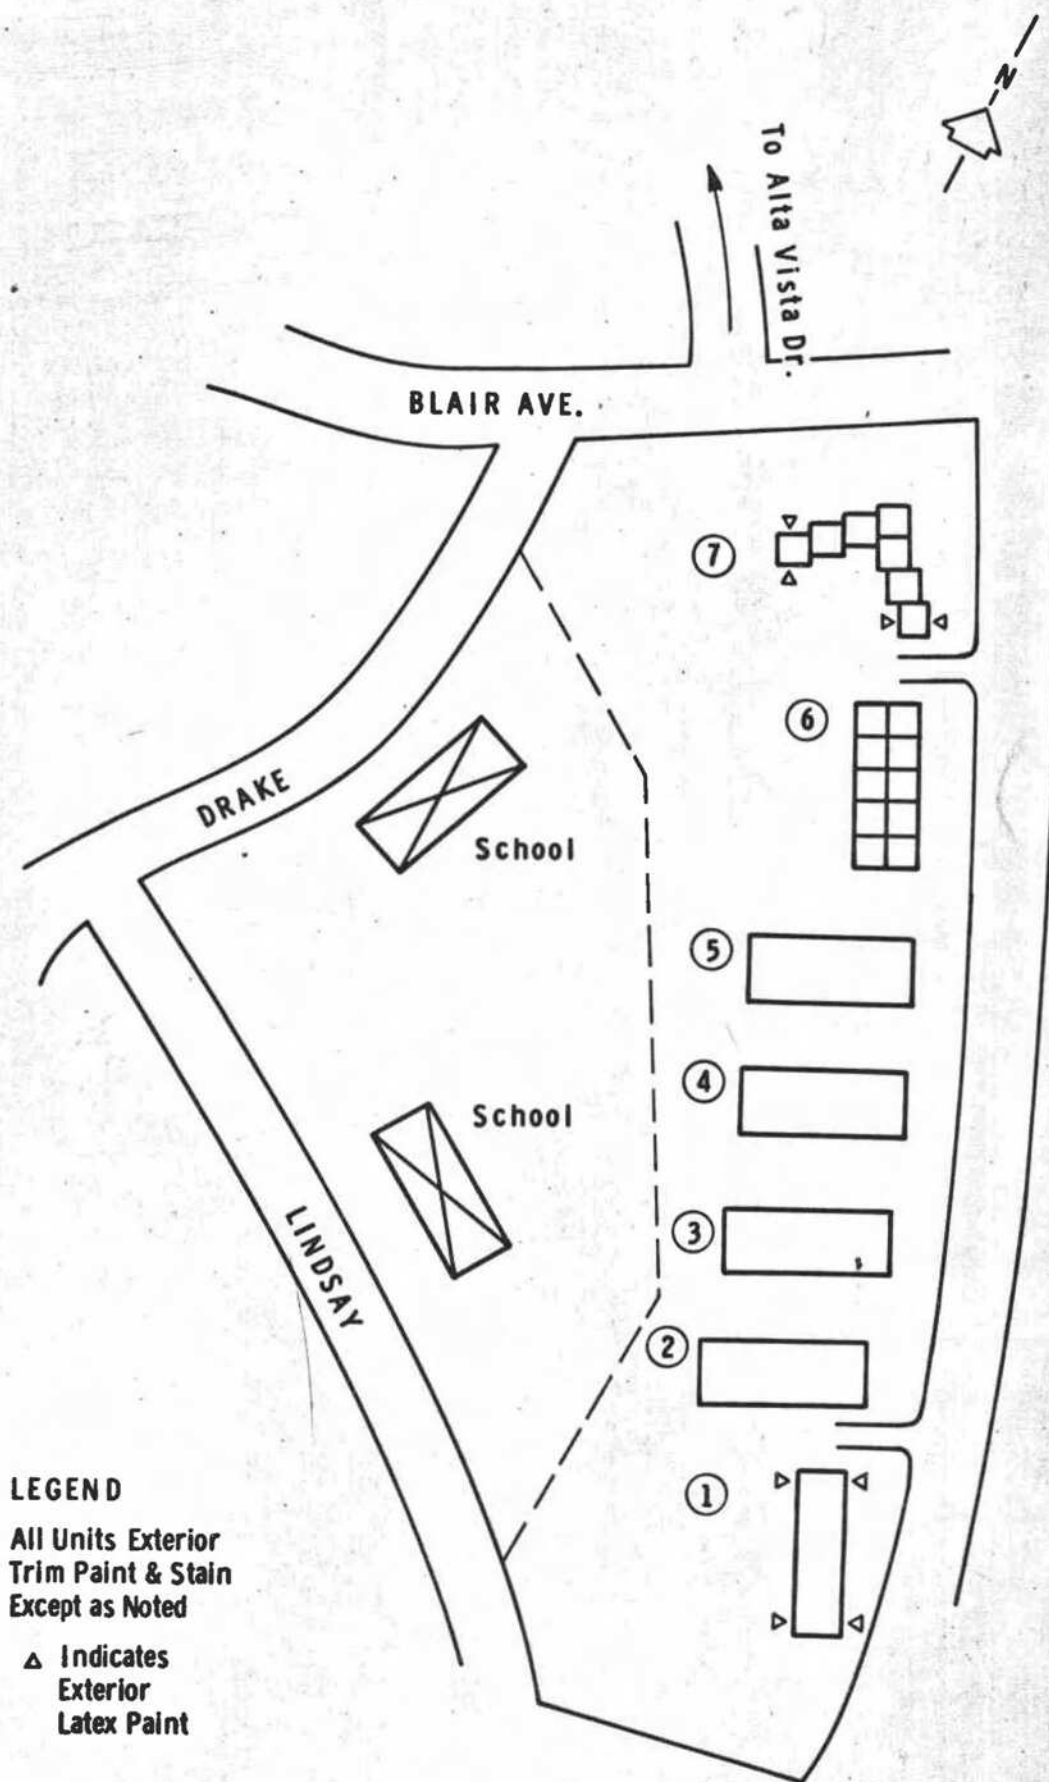 N
To Alta Vista Dr.
BLAIR AVE.
7
6
DRAKE
School
5
4
School
3
LINDSAY
2
1
LEGEND
All Units Exterior
Trim Paint & Stain
Except as Noted
Indicates
Exterior
Latex Paint